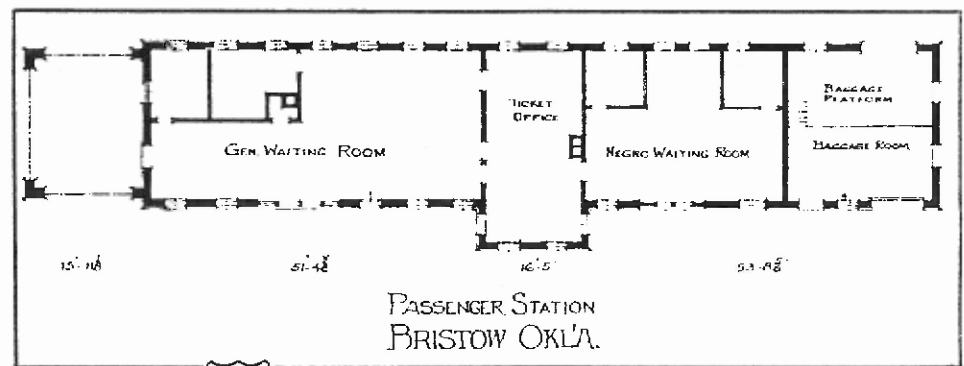 TICKET
OFFICE
BAGGAGE
PLATFORM
GEN. WAITING ROOM
NEGRO WAITING ROOM
BAGGAGE ROOM
16'-5"
PASSENGER STATION
BRISTOW OKL'A.